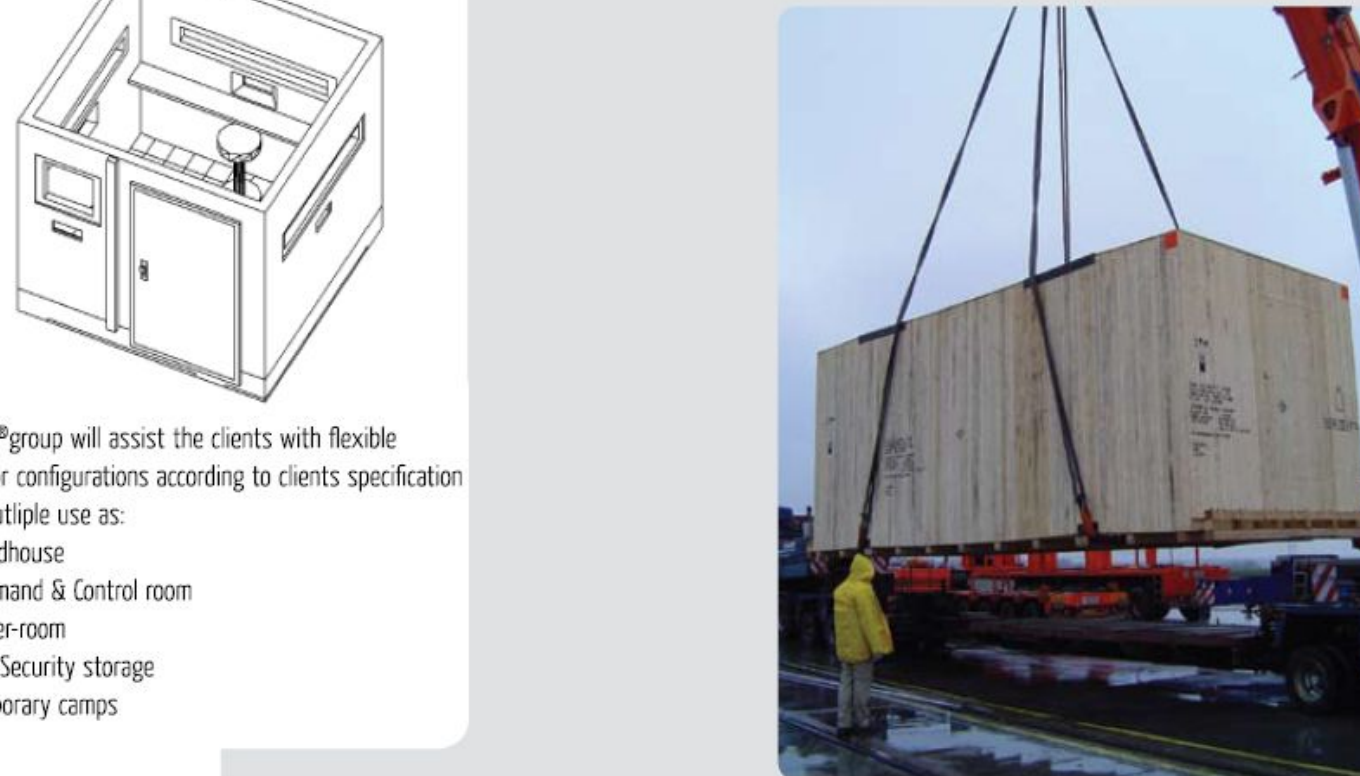 ®group will assist the clients with flexible
r configurations according to clients specification
utliple use as:
dhouse
mand & Control room
er-room
Security storage
orary camps